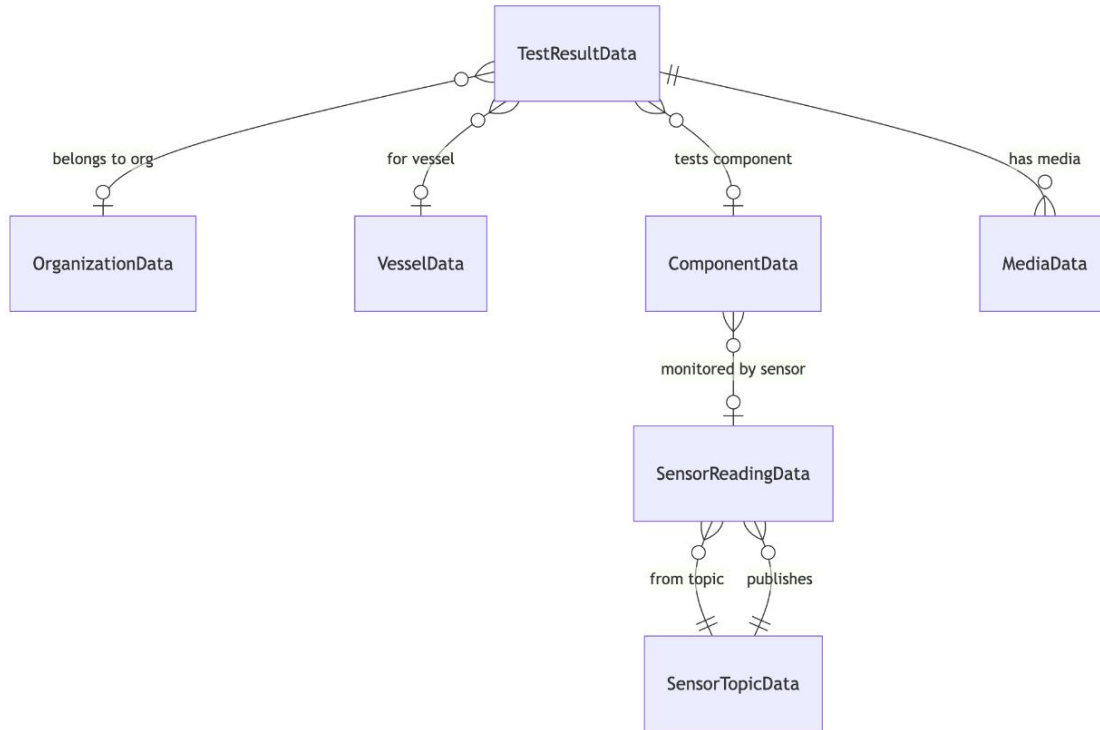 TestResultData
belongs to org
for vessel
tests component
has media
OrganizationData
VesselData
ComponentData
MediaData
monitored by sensor
SensorReadingData
from topic
publishes
SensorTopicData